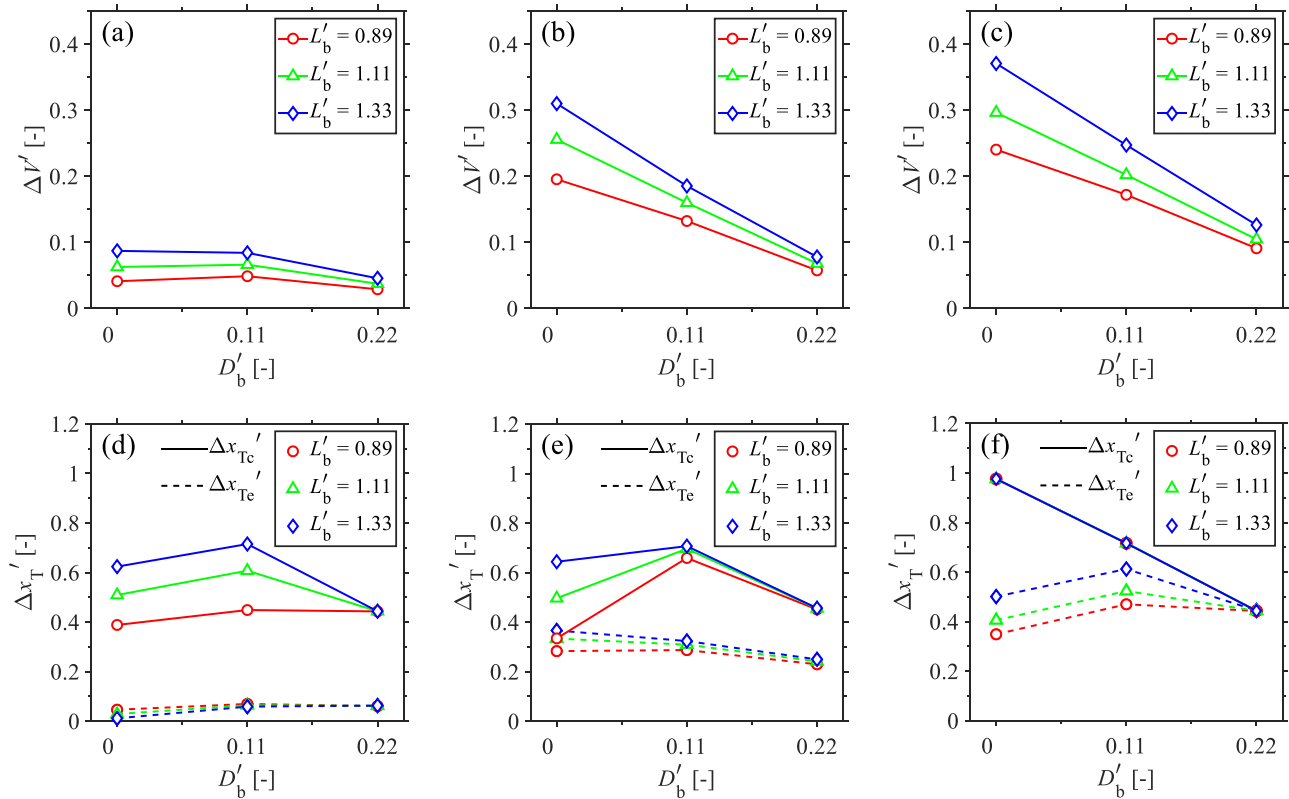 (a)
L′b = 0.89
L′b = 1.11
L′b = 1.33
0.4
0.3
0.2
0.1
0
ΔV′ [-]
0 0.11 0.22
D′b [-]
(b)
L′b = 0.89
L′b = 1.11
L′b = 1.33
0.4
0.3
0.2
0.1
0
ΔV′ [-]
0 0.11 0.22
D′b [-]
(c)
L′b = 0.89
L′b = 1.11
L′b = 1.33
0.4
0.3
0.2
0.1
0
ΔV′ [-]
0 0.11 0.22
D′b [-]
(d)
ΔxTc′
ΔxTe′
L′b = 0.89
L′b = 1.11
L′b = 1.33
1.2
1
0.8
0.6
0.4
0.2
0
ΔxT′ [-]
0 0.11 0.22
D′b [-]
(e)
ΔxTc′
ΔxTe′
L′b = 0.89
L′b = 1.11
L′b = 1.33
1.2
1
0.8
0.6
0.4
0.2
0
ΔxT′ [-]
0 0.11 0.22
D′b [-]
(f)
ΔxTc′
ΔxTe′
L′b = 0.89
L′b = 1.11
L′b = 1.33
1.2
1
0.8
0.6
0.4
0.2
0
ΔxT′ [-]
0 0.11 0.22
D′b [-]